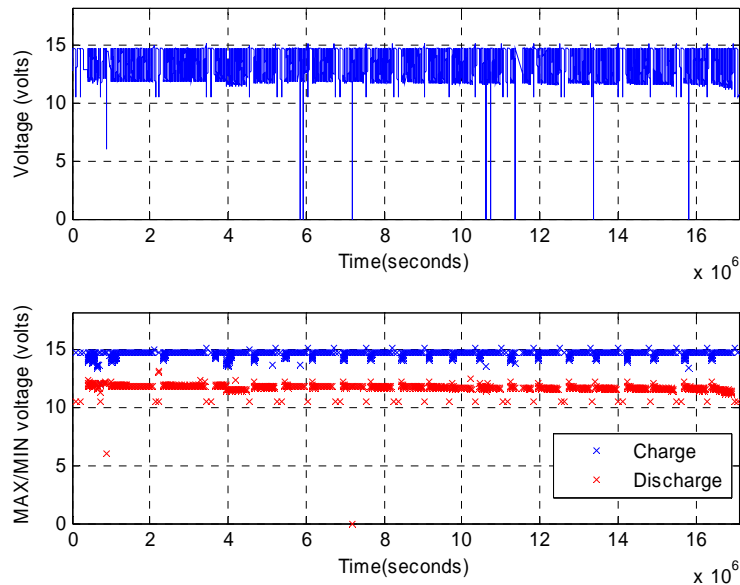 15
10
5
0
Voltage (volts)
0 2 4 6 8 10 12 14 16
Time(seconds)
x 10^6
15
10
5
0
MAX/MIN voltage (volts)
Charge
Discharge
0 2 4 6 8 10 12 14 16
Time(seconds)
x 10^6